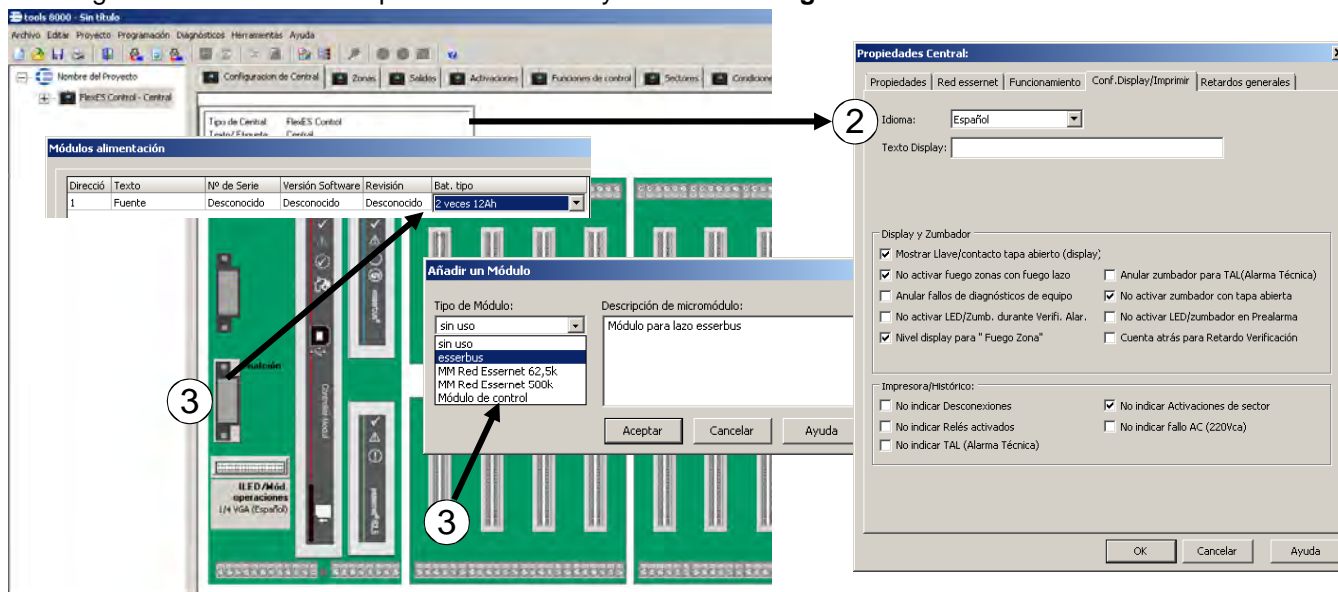 tools 8000 - Sin título
Archivo Editar Proyecto Programación Diagnósticos Herramientas Ayuda
Nombre del Proyecto
FlexES Control - Central
Configuracion de Central
Zonas
Salidas
Activaciones
Funciones de control
Sectores
Condicione
Tipo de Central FlexES Control
Texto/Etiqueta Central
Módulos alimentación
Direcció Texto Nº de Serie Versión Software Revisión Bat. tipo
1 Fuente Desconocido Desconocido Desconocido 2 veces 12Ah
Añadir un Módulo
Tipo de Módulo:
sin uso
sin uso
esserbus
MM Red Essernet 62,5k
MM Red Essernet 500k
Módulo de control
Descripción de micromódulo:
Módulo para lazo esserbus
Aceptar Cancelar Ayuda
3
3
ILED/Mód.
operaciones
1/4 VGA (Español)
2
Propiedades Central:
Propiedades Red essernet Funcionamiento Conf.Display/Imprimir Retardos generales
Idioma: Español
Texto Display:
Display y Zumbador
Mostrar Llave/contacto tapa abierto (display)
No activar fuego zonas con fuego lazo
Anular zumbador para TAL(Alarma Técnica)
Anular fallos de diagnósticos de equipo
No activar zumbador con tapa abierta
No activar LED/Zumb. durante Verifi. Alar.
No activar LED/zumbador en Prealarma
Nivel display para " Fuego Zona"
Cuenta atrás para Retardo Verificación
Impresora/Histórico:
No indicar Desconexiones
No indicar Activaciones de sector
No indicar Relés activados
No indicar fallo AC (220Vca)
No indicar TAL (Alarma Técnica)
OK Cancelar Ayuda